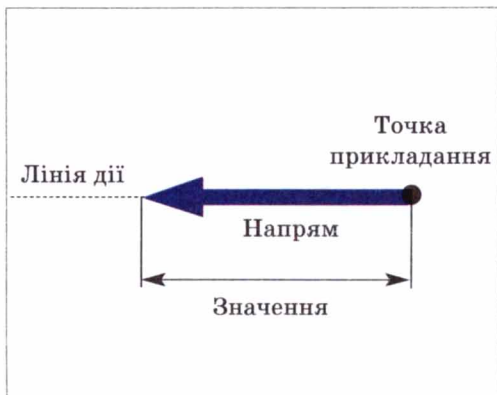 Точка
прикладання
Лінія дії
Напрям
Значення